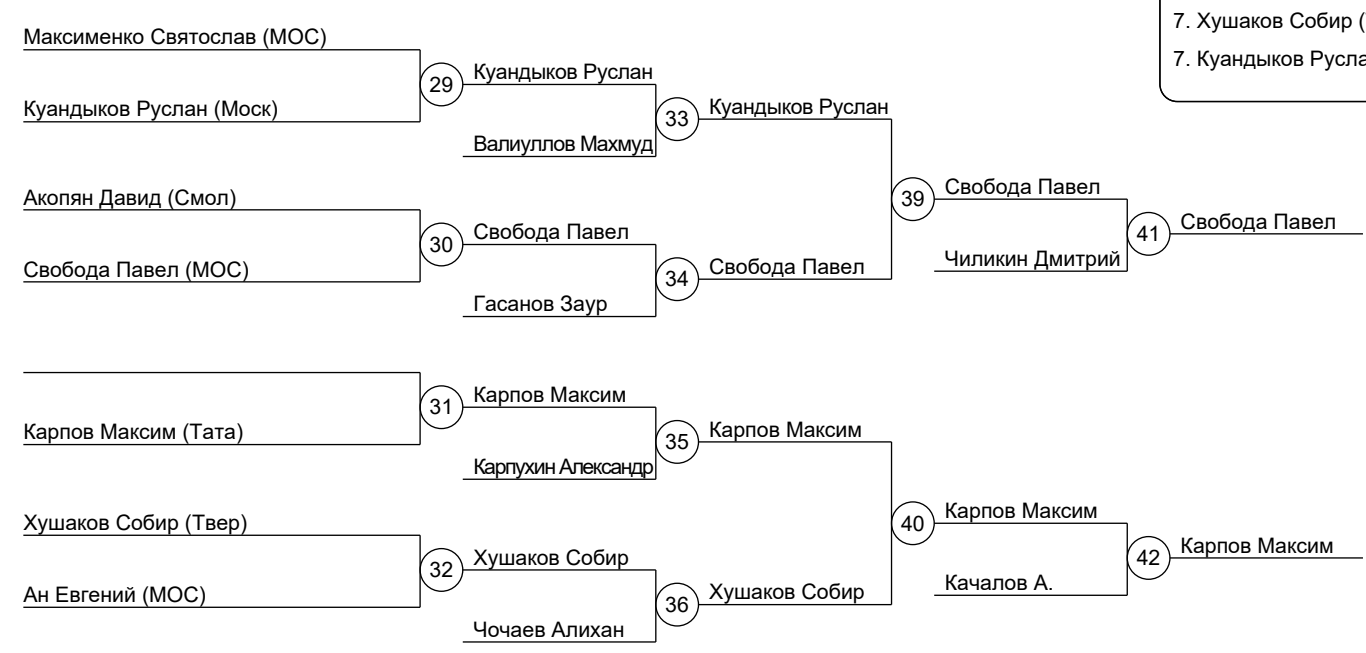 7. Хушаков Собир (
7. Куандыков Русла
Максименко Святослав (МОС)
Куандыков Руслан (Моск)
29
Куандыков Руслан
Валиуллов Махмуд
33
Куандыков Руслан
Акопян Давид (Смол)
Свобода Павел (МОС)
30
Свобода Павел
Гасанов Заур
34
Свобода Павел
39
Свобода Павел
Чиликин Дмитрий
41
Свобода Павел
Карпов Максим (Тата)
31
Карпов Максим
Карпухин Александр
35
Карпов Максим
Хушаков Собир (Твер)
Ан Евгений (МОС)
32
Хушаков Собир
Чочаев Алихан
36
Хушаков Собир
40
Карпов Максим
Качалов А.
42
Карпов Максим